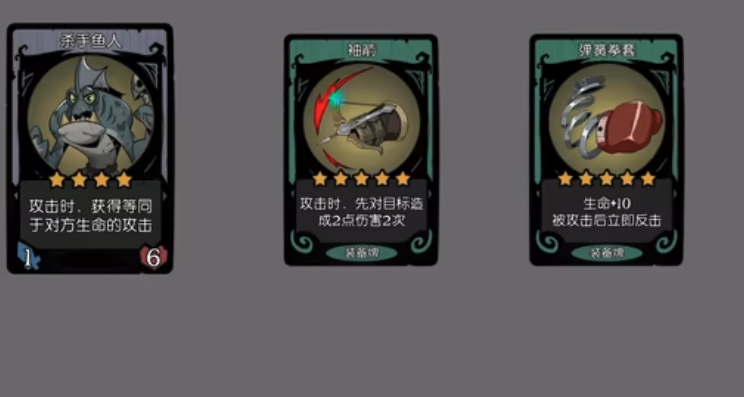 杀手鱼人
攻击时，获得等同
于对方生命的攻击
1
6
袖箭
攻击时，先对目标造
成2点伤害2次
装备牌
弹簧拳套
生命+10
被攻击后立即反击
装备牌